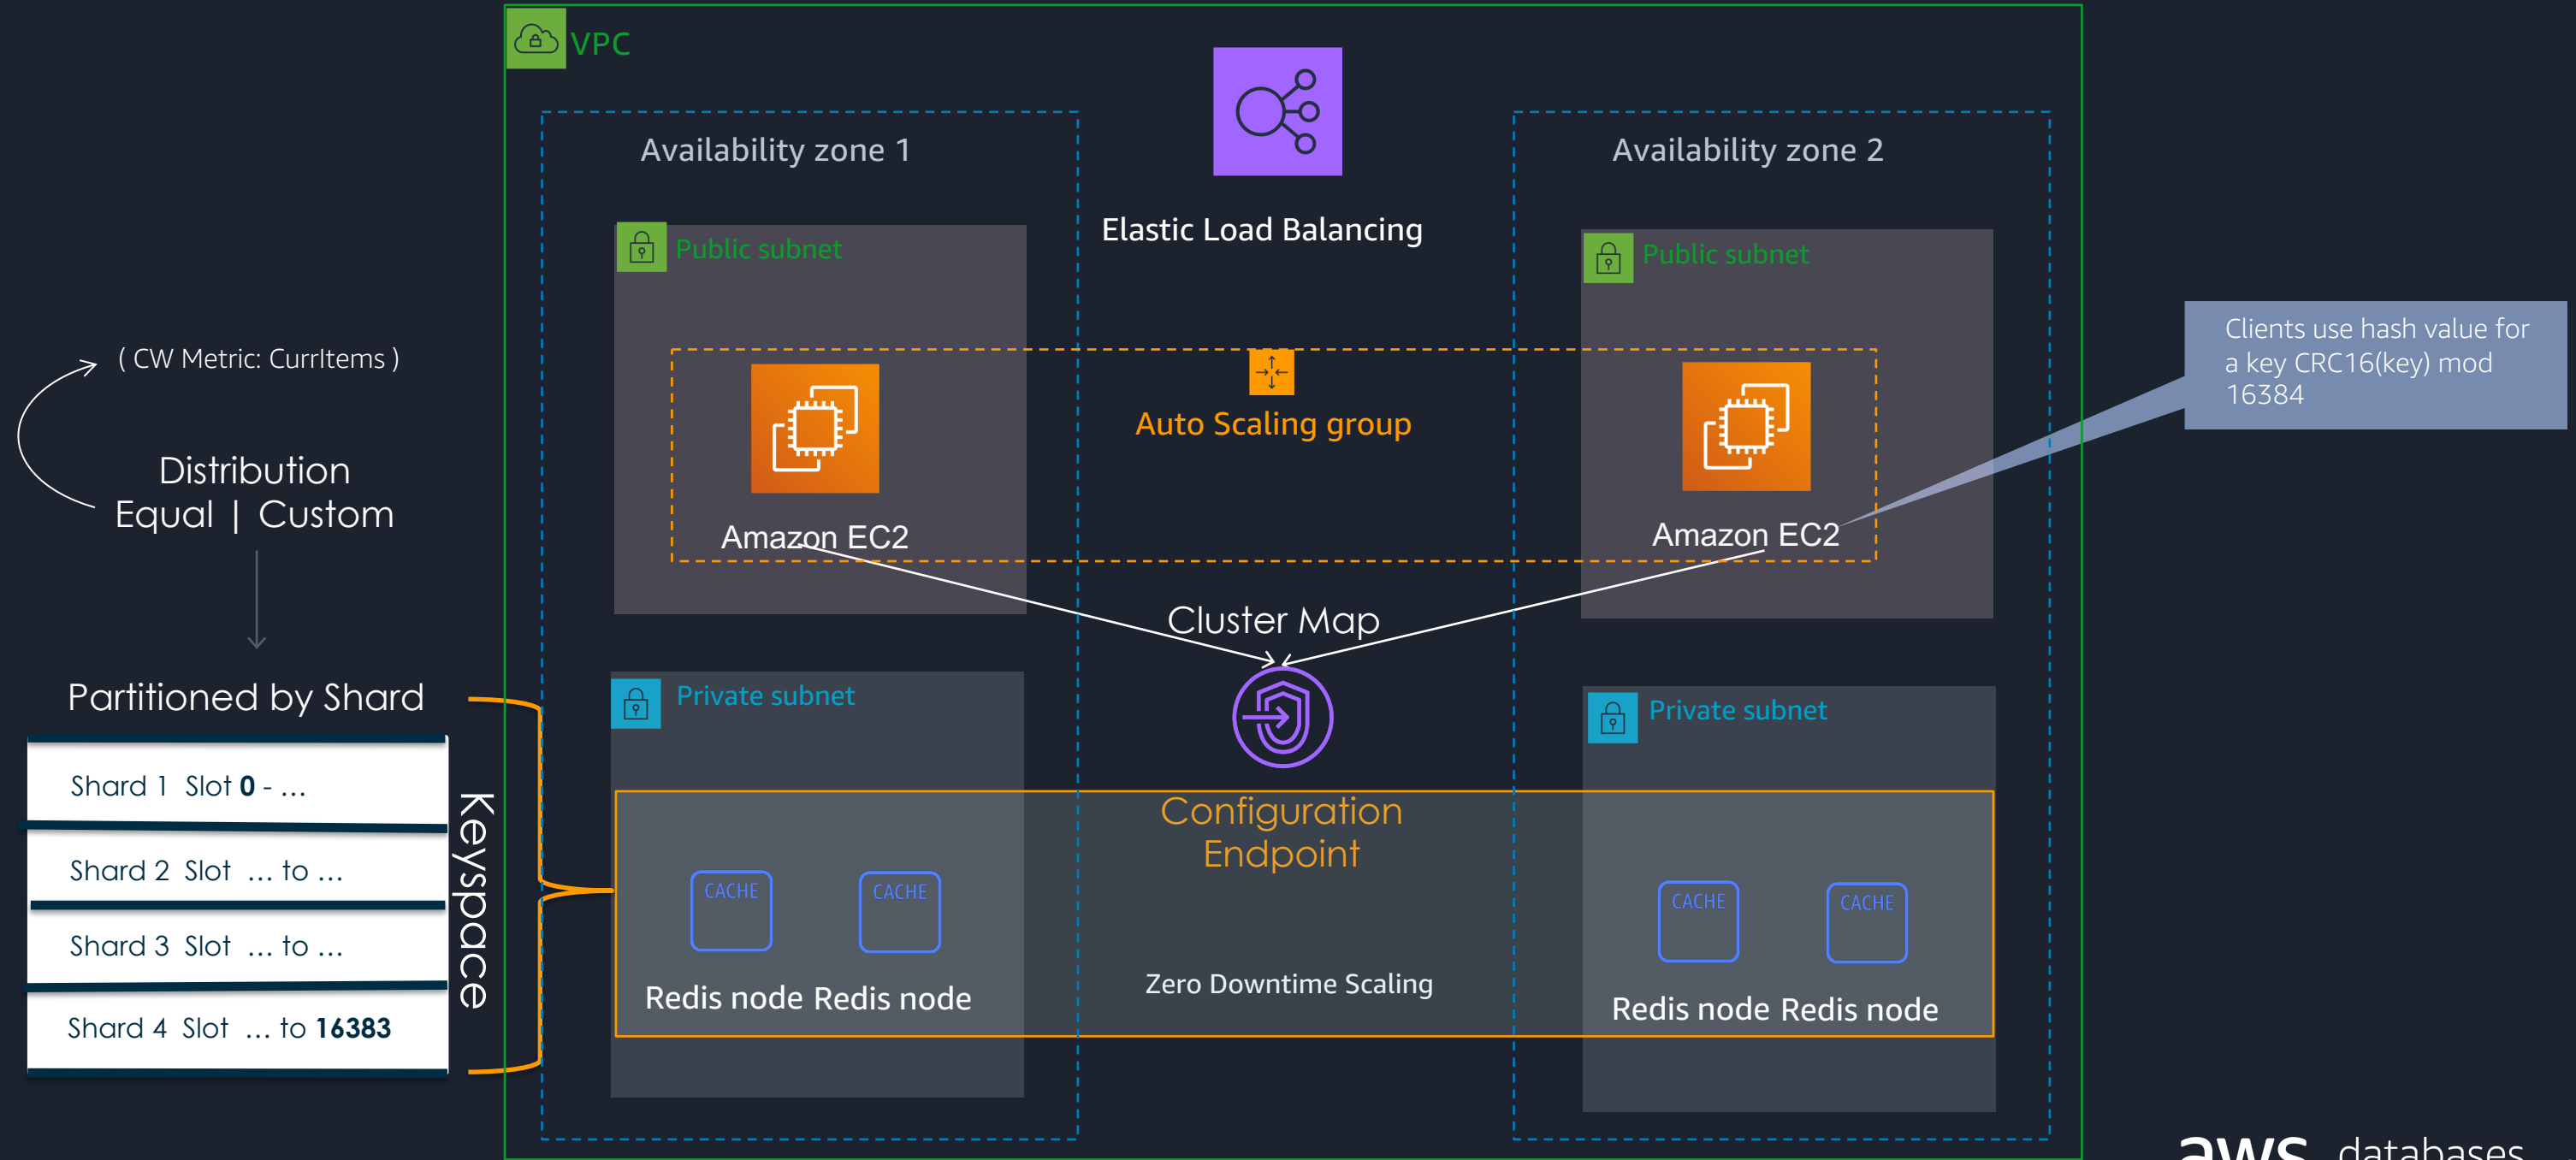 VPC
Availability zone 1
Elastic Load Balancing
Availability zone 2
Public subnet
Public subnet
( CW Metric: CurrItems )
Distribution
Equal | Custom
Auto Scaling group
Amazon EC2
Amazon EC2
Clients use hash value for
a key CRC16(key) mod
16384
Cluster Map
Partitioned by Shard
Shard 1 Slot 0 - ...
Shard 2 Slot ... to ...
Shard 3 Slot ... to ...
Shard 4 Slot ... to 16383
Keyspace
Private subnet
Private subnet
Configuration
Endpoint
CACHE
CACHE
CACHE
CACHE
Redis node
Redis node
Zero Downtime Scaling
Redis node
Redis node
aws databases